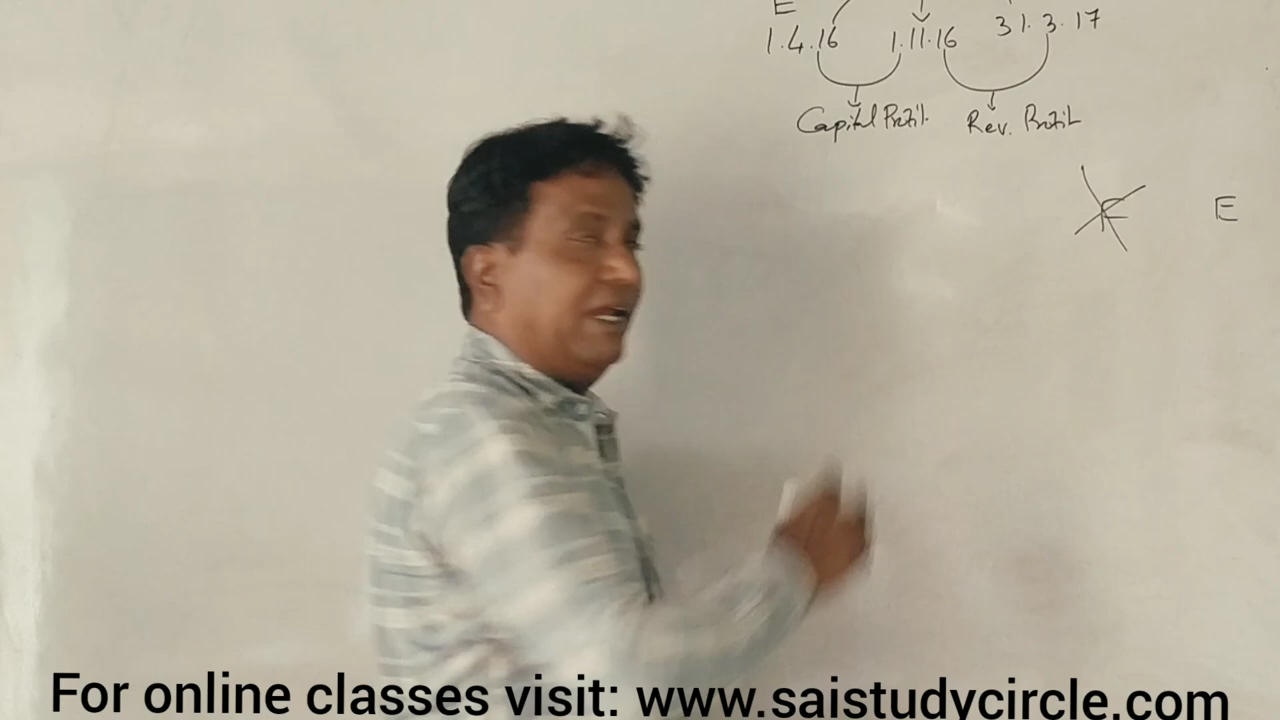 E
1.4.16 1.11.16 31.3.17
Capital Profit Rev. Profit
E
For online classes visit: www.saistudycircle.com